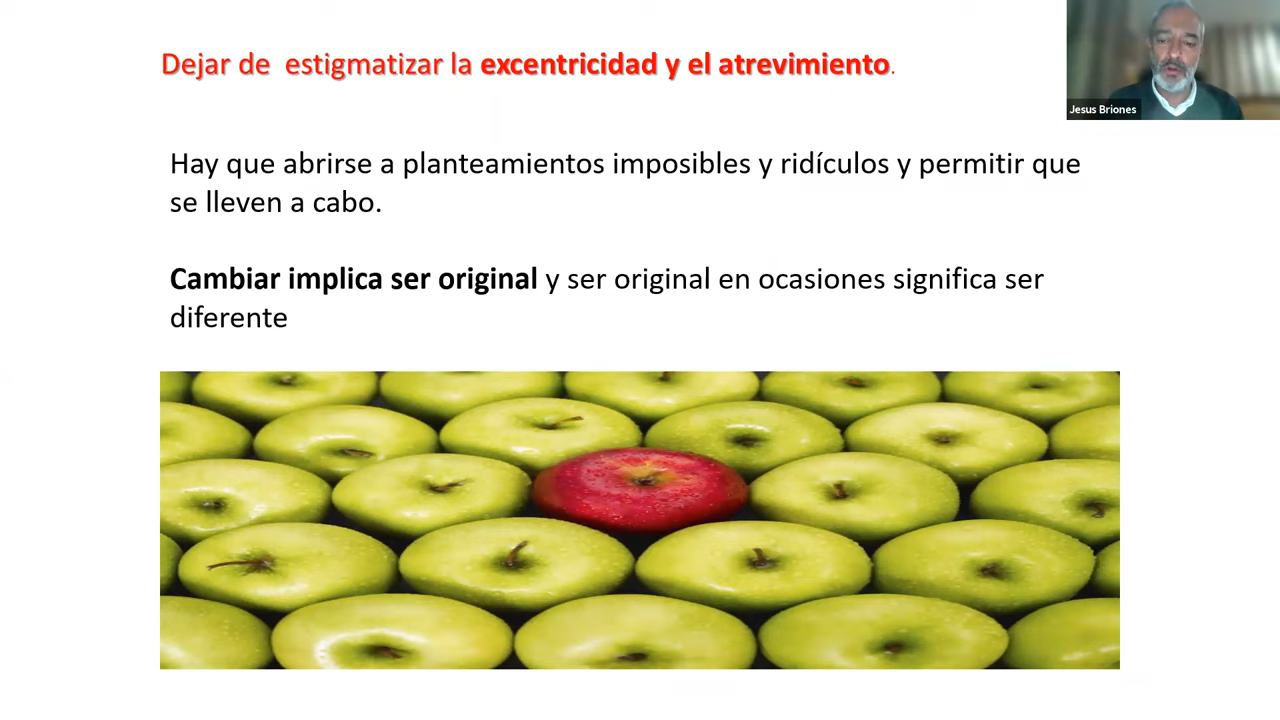 Dejar de  estigmatizar la excentricidad y el atrevimiento.
Jesus Briones
Hay que abrirse a planteamientos imposibles y ridículos y permitir que
se lleven a cabo.
Cambiar implica ser original y ser original en ocasiones significa ser
diferente